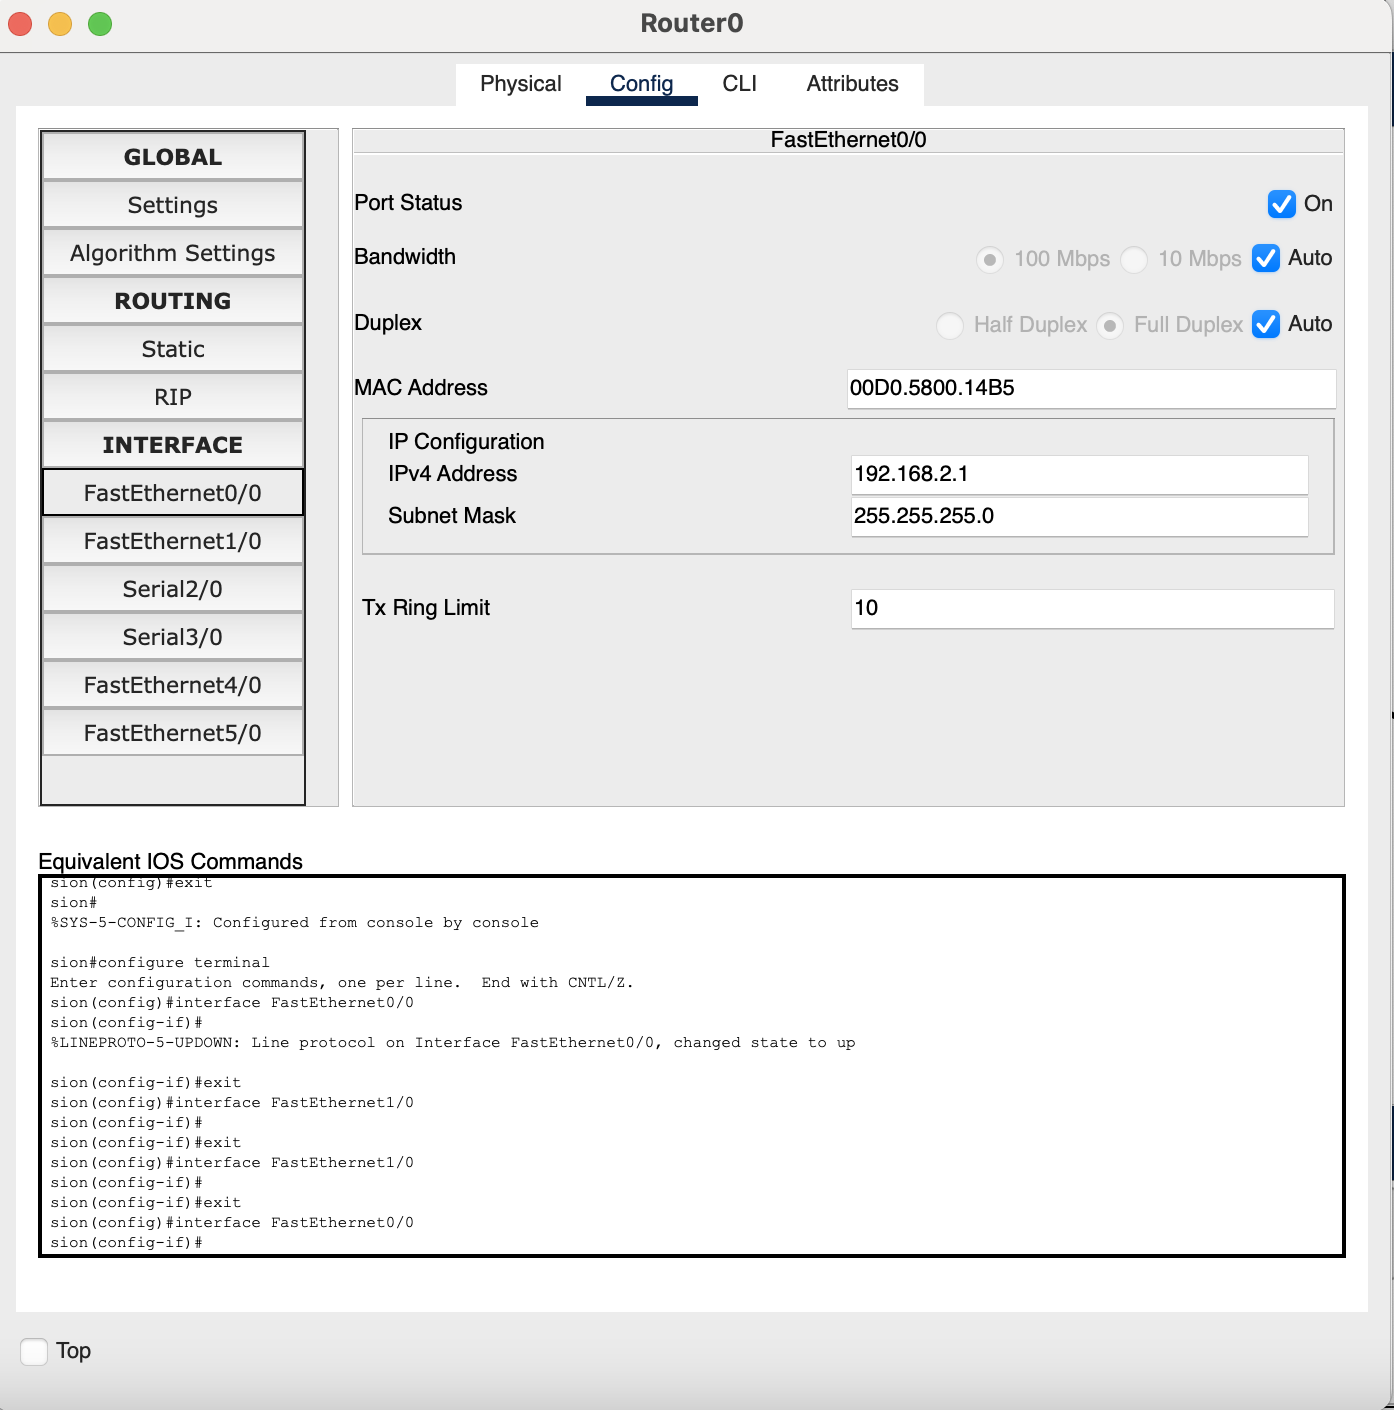 Router0
Physical Config CLI Attributes
GLOBAL
Settings
Algorithm Settings
ROUTING
Static
RIP
INTERFACE
FastEthernet0/0
FastEthernet1/0
Serial2/0
Serial3/0
FastEthernet4/0
FastEthernet5/0
FastEthernet0/0
Port Status On
Bandwidth 100 Mbps 10 Mbps Auto
Duplex Half Duplex Full Duplex Auto
MAC Address 00D0.5800.14B5
IP Configuration
IPv4 Address 192.168.2.1
Subnet Mask 255.255.255.0
Tx Ring Limit 10
Equivalent IOS Commands
sion(config)#exit
sion#
%SYS-5-CONFIG_I: Configured from console by console
sion#configure terminal
Enter configuration commands, one per line.  End with CNTL/Z.
sion(config)#interface FastEthernet0/0
sion(config-if)#
%LINEPROTO-5-UPDOWN: Line protocol on Interface FastEthernet0/0, changed state to up
sion(config-if)#exit
sion(config)#interface FastEthernet1/0
sion(config-if)#
sion(config-if)#exit
sion(config)#interface FastEthernet1/0
sion(config-if)#
sion(config-if)#exit
sion(config)#interface FastEthernet0/0
sion(config-if)#
Top